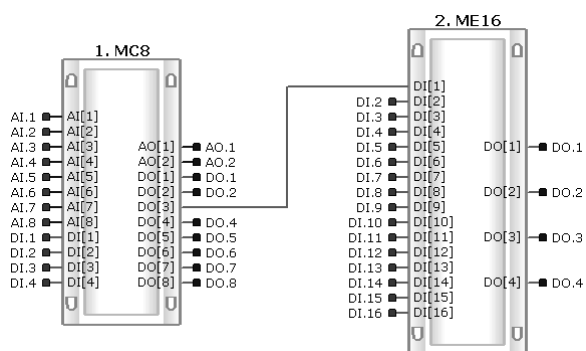 1. MC8
AI.1 AI[1]
AI.2 AI[2]
AI.3 AI[3] AO[1] AO.1
AI.4 AI[4] AO[2] AO.2
AI.5 AI[5] DO[1] DO.1
AI.6 AI[6] DO[2] DO.2
AI.7 AI[7] DO[3]
AI.8 AI[8] DO[4] DO.4
DI.1 DI[1] DO[5] DO.5
DI.2 DI[2] DO[6] DO.6
DI.3 DI[3] DO[7] DO.7
DI.4 DI[4] DO[8] DO.8
2. ME16
DI[1]
DI.2 DI[2]
DI.3 DI[3]
DI.4 DI[4]
DI.5 DI[5] DO[1] DO.1
DI.6 DI[6]
DI.7 DI[7]
DI.8 DI[8] DO[2] DO.2
DI.9 DI[9]
DI.10 DI[10]
DI.11 DI[11] DO[3] DO.3
DI.12 DI[12]
DI.13 DI[13]
DI.14 DI[14] DO[4] DO.4
DI.15 DI[15]
DI.16 DI[16]